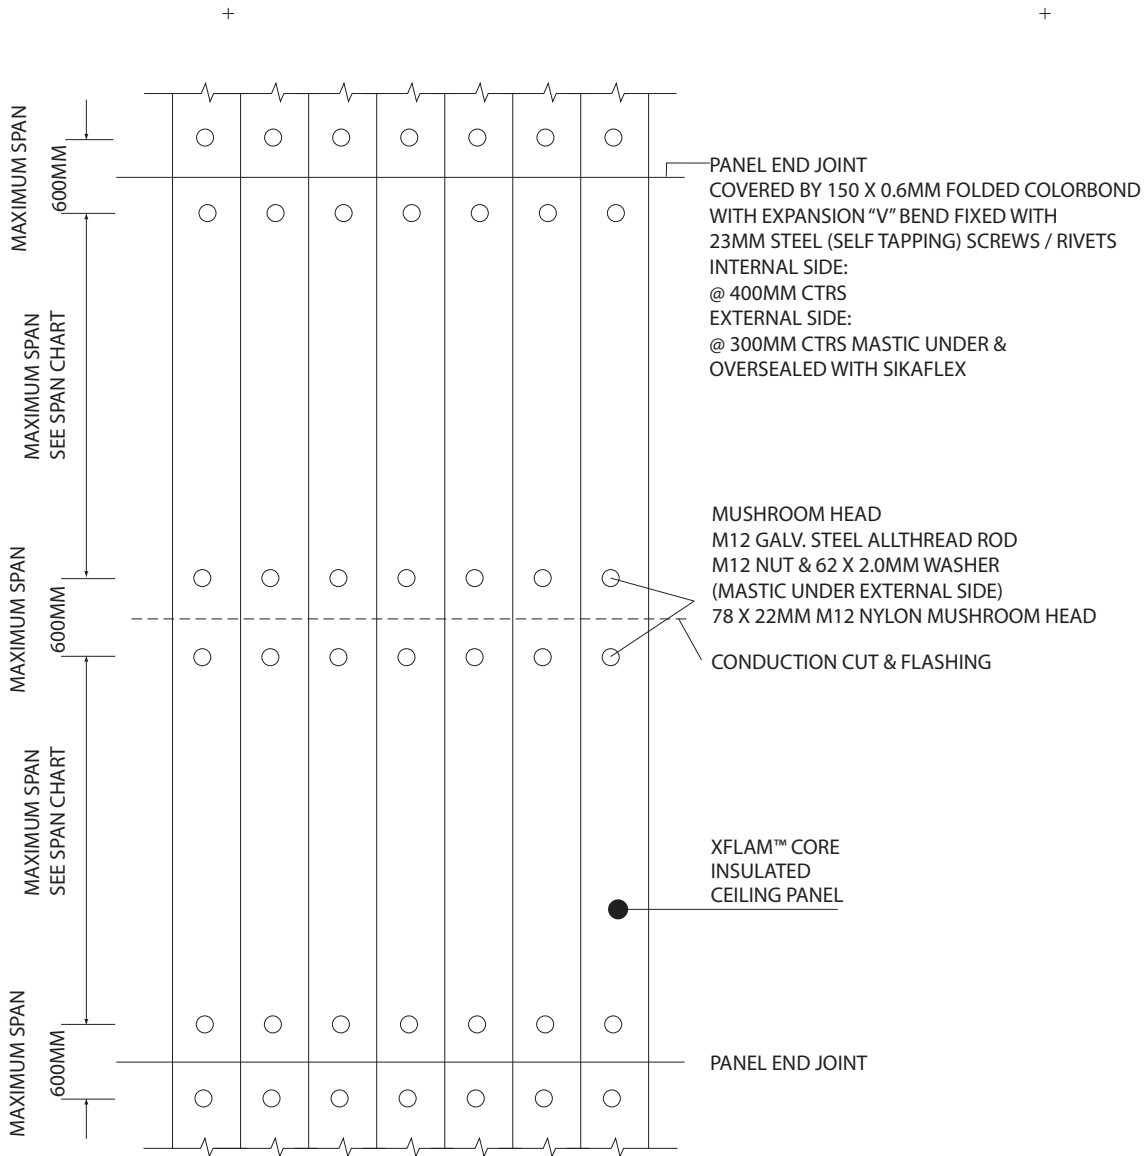 MAXIMUM SPAN
600MM
PANEL END JOINT
COVERED BY 150 X 0.6MM FOLDED COLORBOND
WITH EXPANSION “V” BEND FIXED WITH
23MM STEEL (SELF TAPPING) SCREWS / RIVETS
INTERNAL SIDE:
@ 400MM CTRS
EXTERNAL SIDE:
@ 300MM CTRS MASTIC UNDER &
OVERSEALED WITH SIKAFLEX
MAXIMUM SPAN
SEE SPAN CHART
MUSHROOM HEAD
M12 GALV. STEEL ALLTHREAD ROD
M12 NUT & 62 X 2.0MM WASHER
(MASTIC UNDER EXTERNAL SIDE)
78 X 22MM M12 NYLON MUSHROOM HEAD
MAXIMUM SPAN
600MM
CONDUCTION CUT & FLASHING
MAXIMUM SPAN
SEE SPAN CHART
XFLAM™ CORE
INSULATED
CEILING PANEL
MAXIMUM SPAN
600MM
PANEL END JOINT